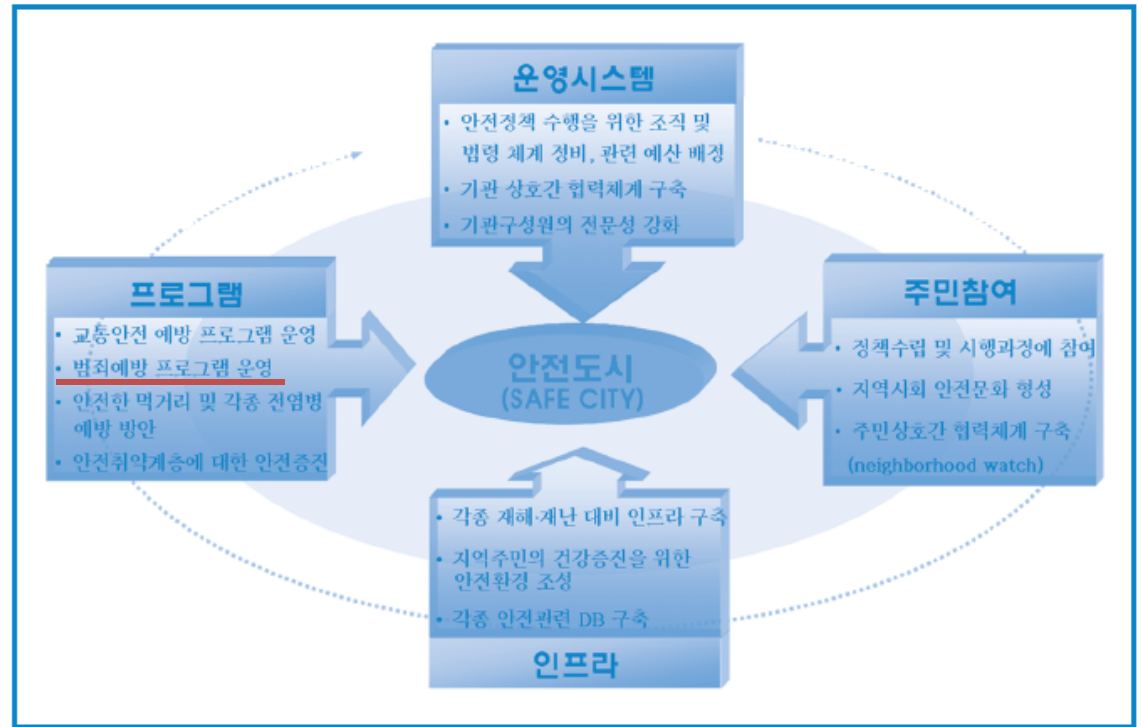 운영시스템
• 안전정책 수행을 위한 조직 및
법령 체계 정비, 관련 예산 배정
• 기관 상호간 협력체계 구축
• 기관구성원의 전문성 강화
프로그램
• 교통안전 예방 프로그램 운영
• 범죄예방 프로그램 운영
• 안전한 먹거리 및 각종 전염병
예방 방안
• 안전취약계층에 대한 안전증진
안전도시
(SAFE CITY)
주민참여
• 정책수립 및 시행과정에 참여
• 지역사회 안전문화 형성
• 주민상호간 협력체계 구축
(neighborhood watch)
• 각종 재해·재난 대비 인프라 구축
• 지역주민의 건강증진을 위한
안전환경 조성
• 각종 안전관련 DB 구축
인프라